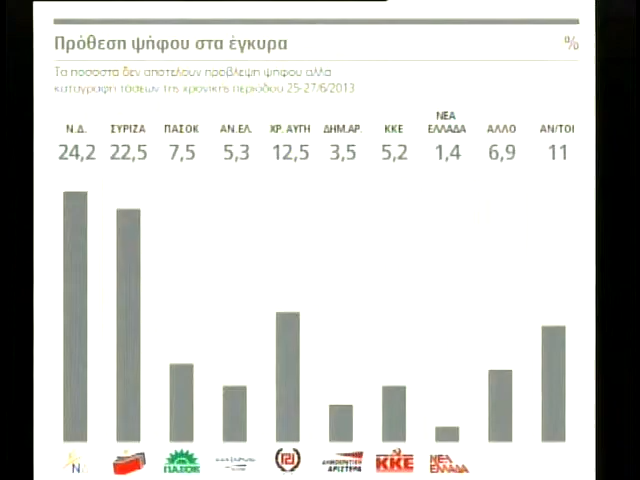 Πρόθεση ψήφου στα έγκυρα %
Τα ποσοστά δεν αποτελούν πρόβλεψη ψήφου αλλά
καταγραφή τάσεων της χρονικής περιόδου 25-27/6/2013
Ν.Δ. ΣΥΡΙΖΑ ΠΑΣΟΚ ΑΝ.ΕΛ. ΧΡ. ΑΥΓΗ ΔΗΜ.ΑΡ. ΚΚΕ ΝΕΑ ΕΛΛΑΔΑ ΑΛΛΟ ΑΝ/ΤΟΙ
24,2 22,5 7,5 5,3 12,5 3,5 5,2 1,4 6,9 11
ΠΑΣΟΚ ΔΗΜΟΚΡΑΤΙΚΗ ΑΡΙΣΤΕΡΑ ΚΚΕ ΝΕΑ ΕΛΛΑΔΑ